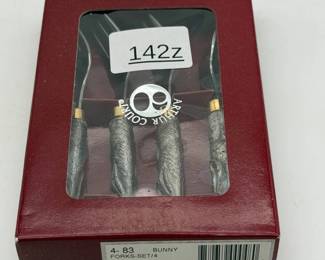 142z
ARTHUR COURT
4- 83 BUNNY
FORKS-SET/4